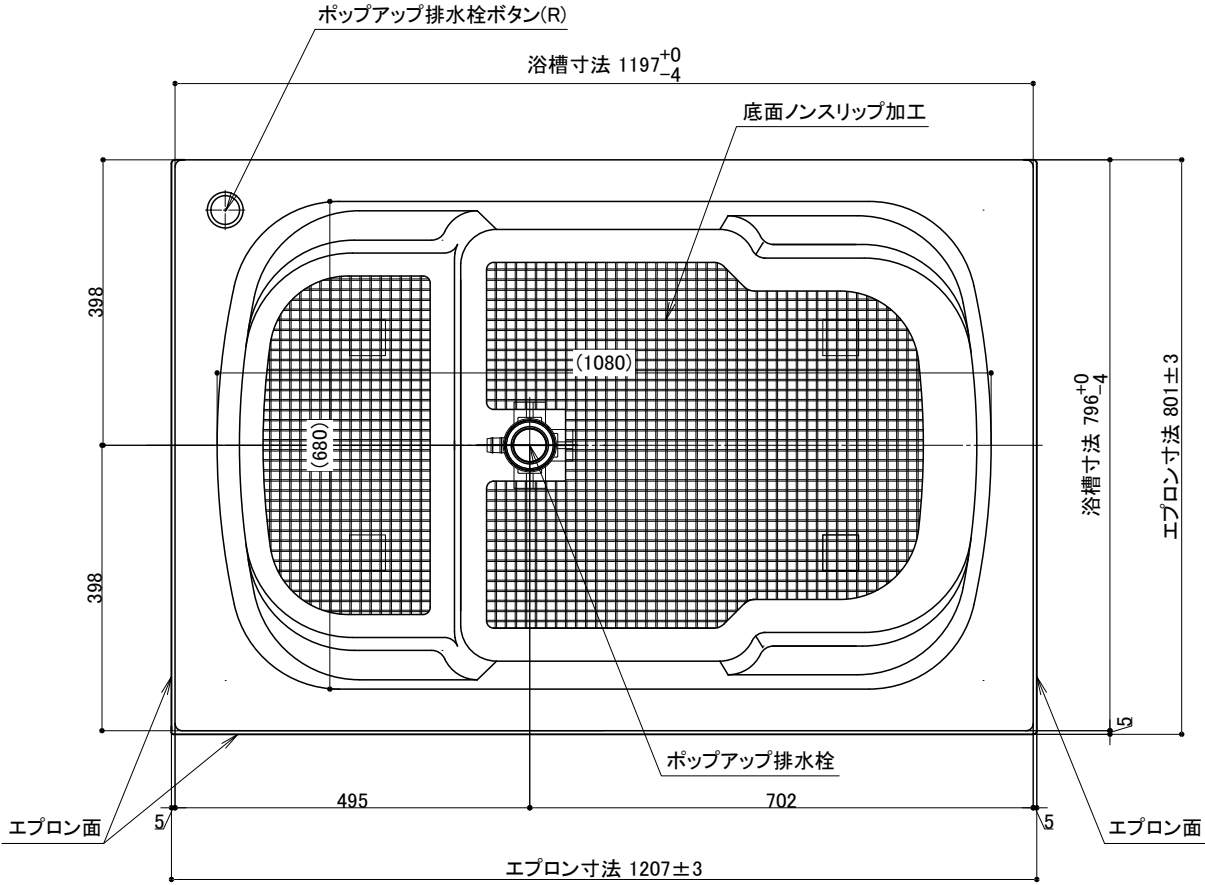 ポップアップ排水栓ボタン(R)
浴槽寸法 1197 +0 -4
底面ノンスリップ加工
398
(1080)
(680)
浴槽寸法 796 +0 -4
エプロン寸法 801±3
398
5
ポップアップ排水栓
495
702
5
5
エプロン面
エプロン面
エプロン寸法 1207±3